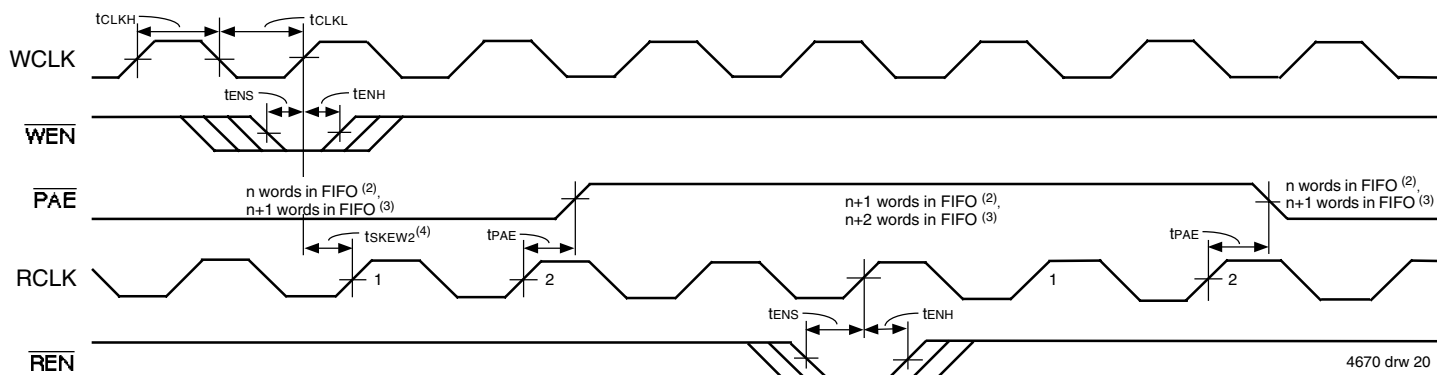 tCLKH tCLKL
WCLK
tENS tENH
WEN
n words in FIFO (2),
n+1 words in FIFO (3)
n+1 words in FIFO (2),
n+2 words in FIFO (3)
n words in FIFO (2),
n+1 words in FIFO (3)
PAE
tSKEW2(4) tPAE tPAE
RCLK 1 2 1 2
tENS tENH
REN
4670 drw 20